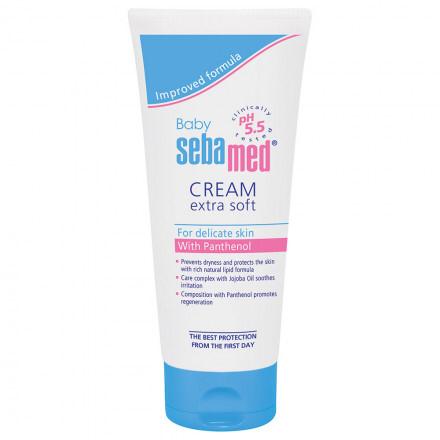 Improved formula
clinically tested
pH
5.5
Baby
sebamed®
CREAM
extra soft
For delicate skin
With Panthenol
• Prevents dryness and protects the skin
with rich natural lipid formula
• Care complex with Jojoba Oil soothes
irritation
• Composition with Panthenol promotes
regeneration
THE BEST PROTECTION
FROM THE FIRST DAY